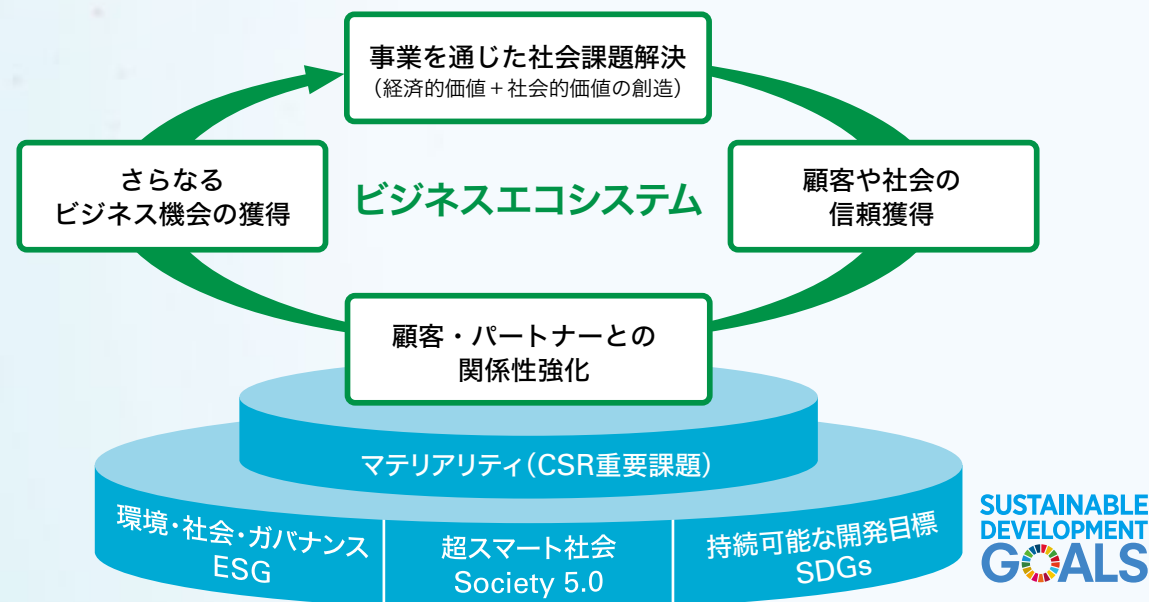 事業を通じた社会課題解決
（経済的価値+社会的価値の創造）
さらなる
ビジネス機会の獲得
ビジネスエコシステム
顧客や社会の
信頼獲得
顧客・パートナーとの
関係性強化
マテリアリティ（CSR重要課題）
環境・社会・ガバナンス
ESG
超スマート社会
Society 5.0
持続可能な開発目標
SDGs
SUSTAINABLE
DEVELOPMENT
GOALS